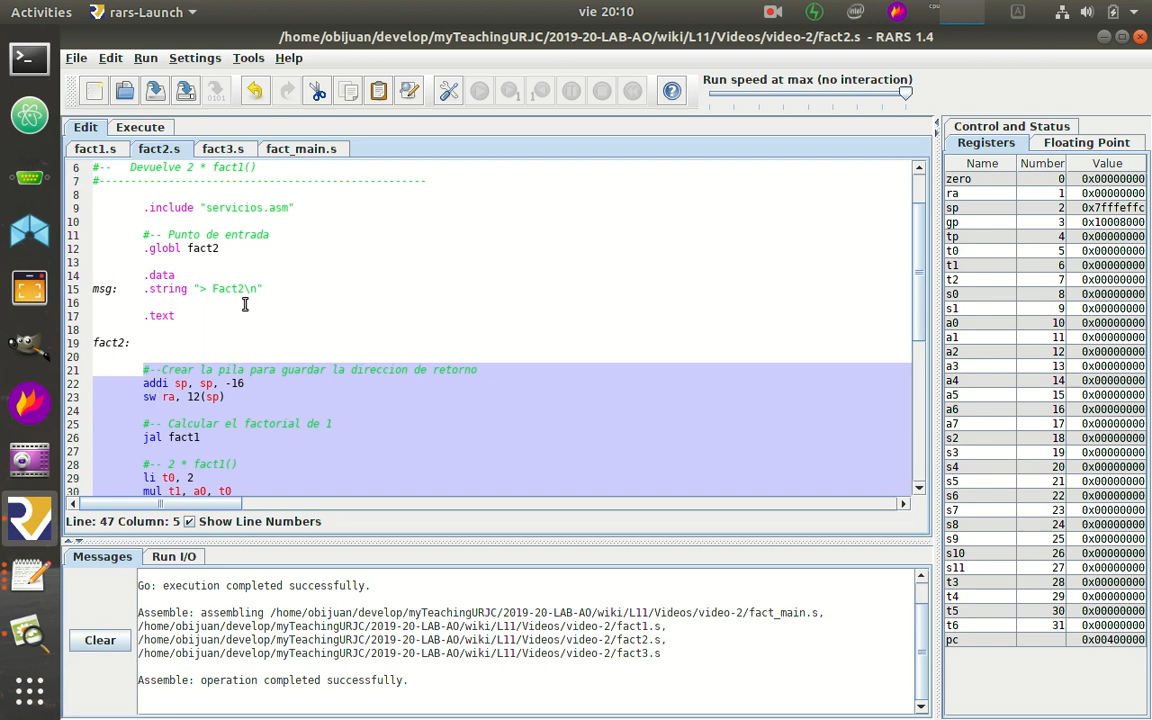 Activities rars-Launch vie 20:10 cpu intel A
/home/obijuan/develop/myTeachingURJC/2019-20-LAB-AO/wiki/L11/Videos/video-2/fact2.s - RARS 1.4
File Edit Run Settings Tools Help
Run speed at max (no interaction)
Edit Execute
fact1.s fact2.s fact3.s fact_main.s
6 #-- Devuelve 2 * fact1()
7 #----------------------------------------------------
8
9 .include "servicios.asm"
10
11 #-- Punto de entrada
12 .globl fact2
13
14 .data
15 msg: .string "> Fact2\n"
16
17 .text
18
19 fact2:
20
21 #--Crear la pila para guardar la direccion de retorno
22 addi sp, sp, -16
23 sw ra, 12(sp)
24
25 #-- Calcular el factorial de 1
26 jal fact1
27
28 #-- 2 * fact1()
29 li t0, 2
30 mul t1, a0, t0
Line: 47 Column: 5 Show Line Numbers
Messages Run I/O
Go: execution completed successfully.
Assemble: assembling /home/obijuan/develop/myTeachingURJC/2019-20-LAB-AO/wiki/L11/Videos/video-2/fact_main.s,
/home/obijuan/develop/myTeachingURJC/2019-20-LAB-AO/wiki/L11/Videos/video-2/fact1.s,
/home/obijuan/develop/myTeachingURJC/2019-20-LAB-AO/wiki/L11/Videos/video-2/fact2.s,
/home/obijuan/develop/myTeachingURJC/2019-20-LAB-AO/wiki/L11/Videos/video-2/fact3.s
Assemble: operation completed successfully.
Clear
Control and Status
Registers Floating Point
Name Number Value
zero 0 0x00000000
ra 1 0x00000000
sp 2 0x7fffeffc
gp 3 0x10008000
tp 4 0x00000000
t0 5 0x00000000
t1 6 0x00000000
t2 7 0x00000000
s0 8 0x00000000
s1 9 0x00000000
a0 10 0x00000000
a1 11 0x00000000
a2 12 0x00000000
a3 13 0x00000000
a4 14 0x00000000
a5 15 0x00000000
a6 16 0x00000000
a7 17 0x00000000
s2 18 0x00000000
s3 19 0x00000000
s4 20 0x00000000
s5 21 0x00000000
s6 22 0x00000000
s7 23 0x00000000
s8 24 0x00000000
s9 25 0x00000000
s10 26 0x00000000
s11 27 0x00000000
t3 28 0x00000000
t4 29 0x00000000
t5 30 0x00000000
t6 31 0x00000000
pc 0x00400000